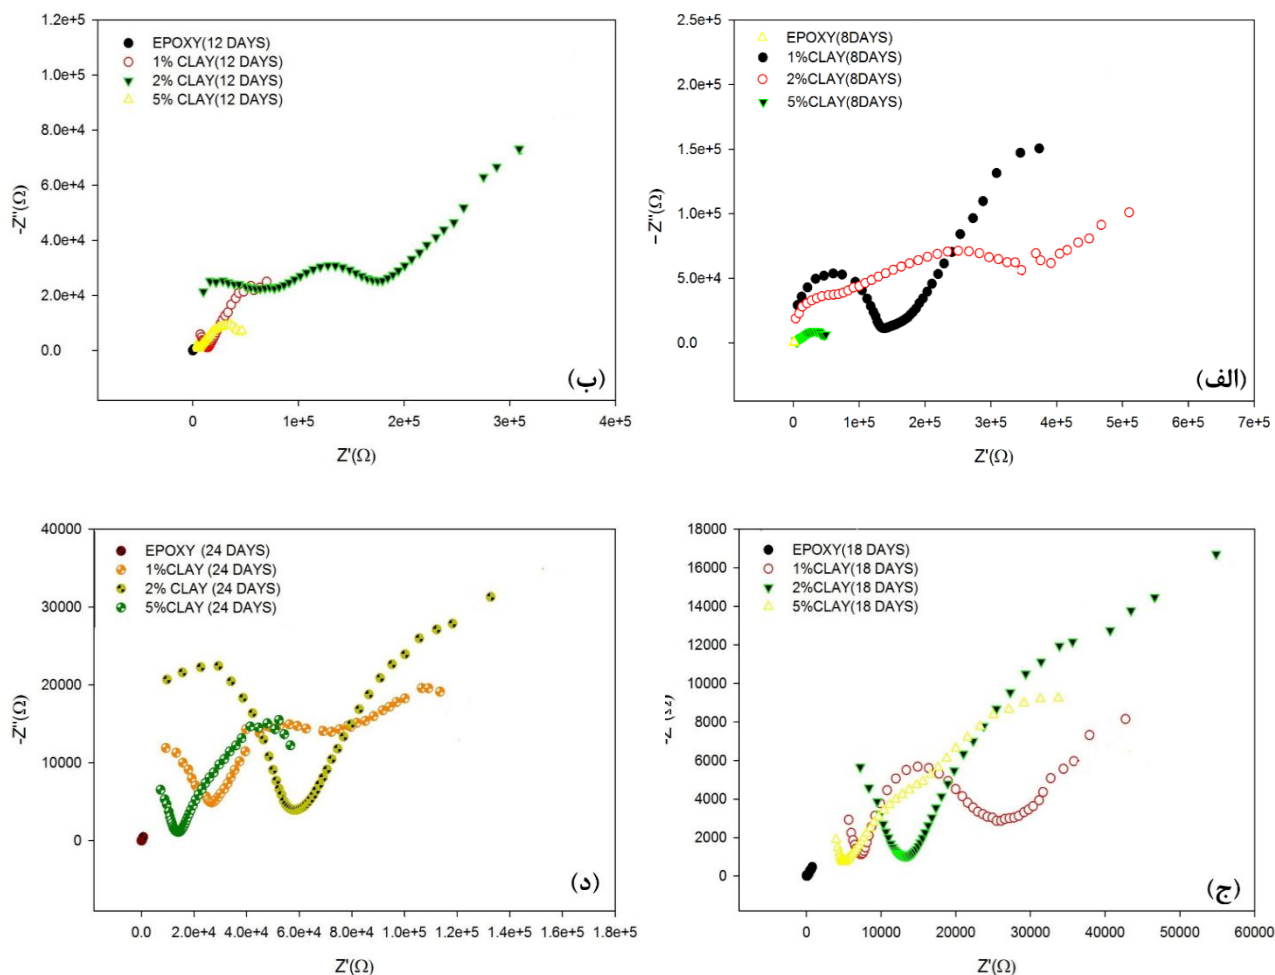 1.2e+5
1.0e+5
8.0e+4
6.0e+4
4.0e+4
2.0e+4
0.0
-Z"(Ω)
EPOXY(12 DAYS)
1% CLAY(12 DAYS)
2% CLAY(12 DAYS)
5% CLAY(12 DAYS)
(ب)
0
1e+5
2e+5
3e+5
4e+5
Z'(Ω)
2.5e+5
2.0e+5
1.5e+5
1.0e+5
5.0e+4
0.0
-Z"(Ω)
EPOXY(8DAYS)
1%CLAY(8DAYS)
2%CLAY(8DAYS)
5%CLAY(8DAYS)
(الف)
0
1e+5
2e+5
3e+5
4e+5
5e+5
6e+5
7e+5
Z'(Ω)
40000
30000
20000
10000
0
-Z"(Ω)
EPOXY (24 DAYS)
1%CLAY (24 DAYS)
2% CLAY (24 DAYS)
5%CLAY (24 DAYS)
(د)
0.0
2.0e+4
4.0e+4
6.0e+4
8.0e+4
1.0e+5
1.2e+5
1.4e+5
1.6e+5
1.8e+5
Z'(Ω)
18000
16000
14000
12000
10000
8000
6000
4000
2000
0
-Z"(Ω)
EPOXY(18 DAYS)
1%CLAY(18 DAYS)
2%CLAY(18 DAYS)
5%CLAY(18 DAYS)
(ج)
0
10000
20000
30000
40000
50000
60000
Z'(Ω)